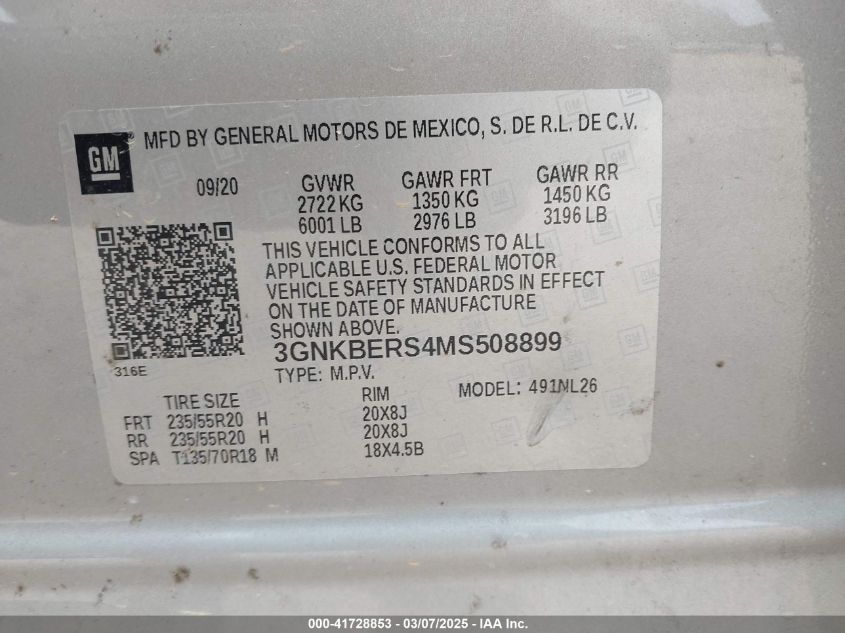 GM
MFD BY GENERAL MOTORS DE MEXICO, S. DE R.L. DE C.V.
09/20
GVWR
2722 KG
6001 LB
GAWR FRT
1350 KG
2976 LB
GAWR RR
1450 KG
3196 LB
THIS VEHICLE CONFORMS TO ALL
APPLICABLE U.S. FEDERAL MOTOR
VEHICLE SAFETY STANDARDS IN EFFECT
ON THE DATE OF MANUFACTURE
SHOWN ABOVE.
316E
3GNKBERS4MS508899
TYPE: M.P.V. MODEL: 491NL26
TIRE SIZE RIM
FRT 235/55R20 H 20X8J
RR 235/55R20 H 20X8J
SPA T135/70R18 M 18X4.5B
000-41728853 — 03/07/2025 — IAA Inc.